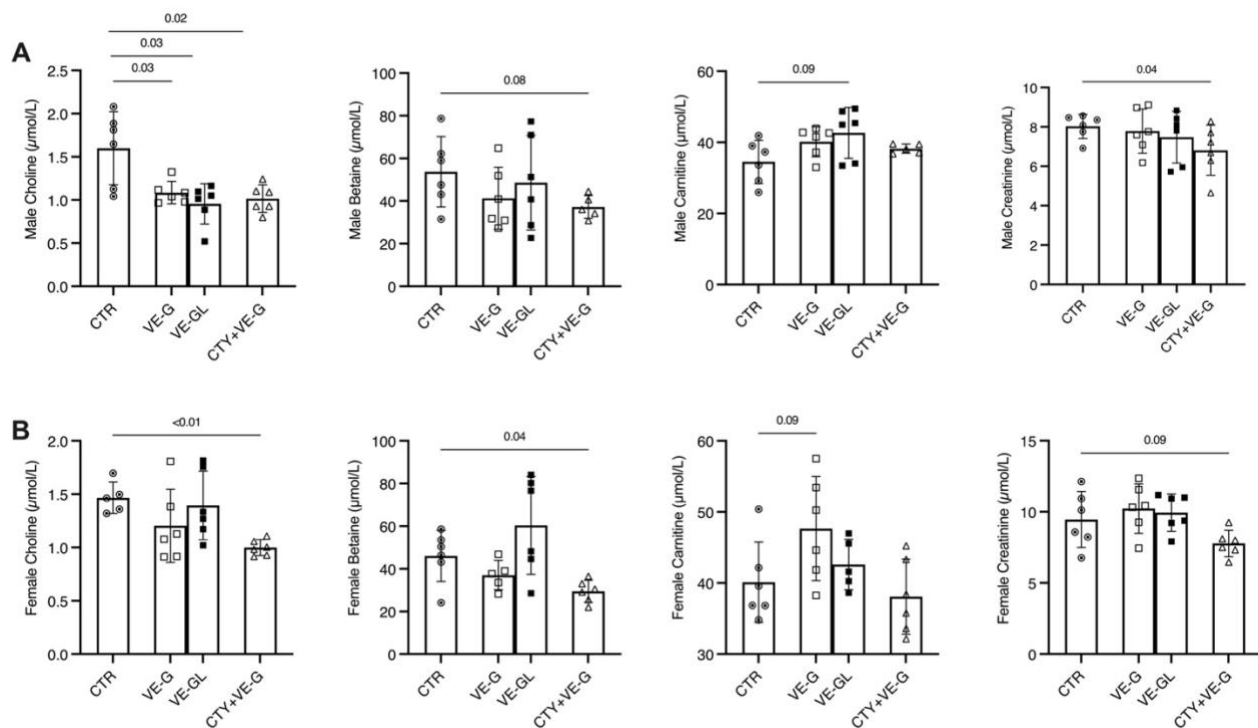 0.02
0.03
0.03
A
Male Choline (µmol/L)
2.5
2.0
1.5
1.0
0.5
0.0
CTR
VE-G
VE-GL
CTY+VE-G
0.08
Male Betaine (µmol/L)
100
80
60
40
20
0
CTR
VE-G
VE-GL
CTY+VE-G
0.09
Male Carnitine (µmol/L)
60
40
20
0
CTR
VE-G
VE-GL
CTY+VE-G
0.04
Male Creatinine (µmol/L)
10
8
6
4
2
0
CTR
VE-G
VE-GL
CTY+VE-G
B
<0.01
Female Choline (µmol/L)
2.0
1.5
1.0
0.5
0.0
CTR
VE-G
VE-GL
CTY+VE-G
0.04
Female Betaine (µmol/L)
100
80
60
40
20
0
CTR
VE-G
VE-GL
CTY+VE-G
0.09
Female Carnitine (µmol/L)
60
50
40
30
CTR
VE-G
VE-GL
CTY+VE-G
0.09
Female Creatinine (µmol/L)
15
10
5
0
CTR
VE-G
VE-GL
CTY+VE-G